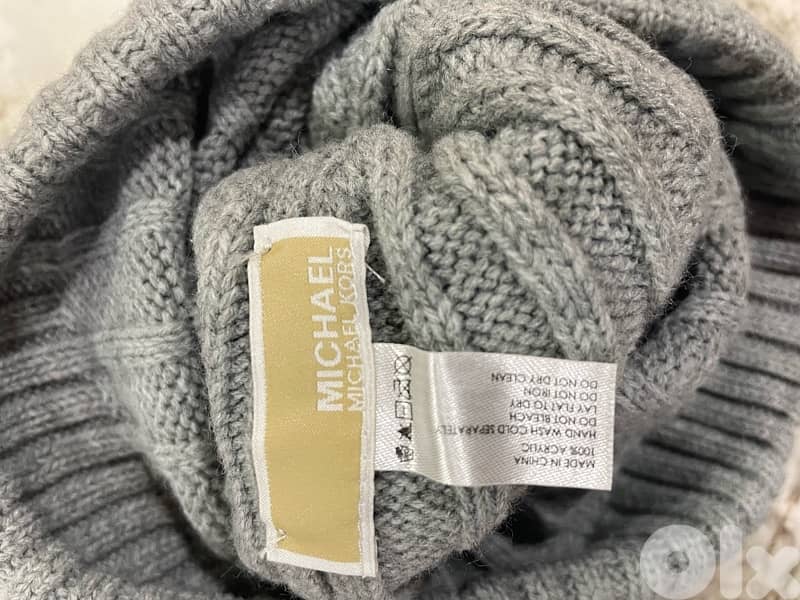 MICHAEL
MICHAEL KORS
MADE IN CHINA
100% ACRYLIC
HAND WASH COLD SEPARATELY
DO NOT BLEACH
LAY FLAT TO DRY
DO NOT IRON
DO NOT DRY CLEAN
Olx